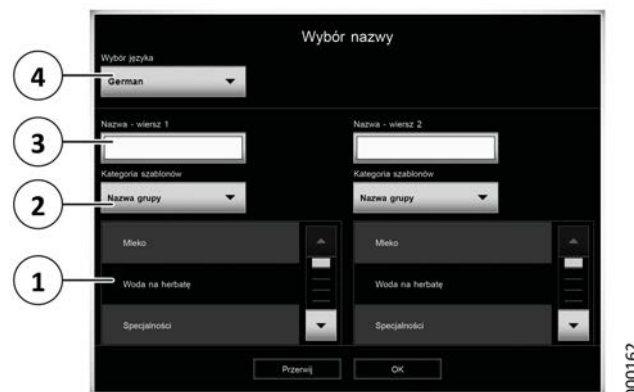 Wybór nazwy
Wybór języka
4
German
Nazwa - wiersz 1
Nazwa - wiersz 2
3
Kategoria szablonów
Kategoria szablonów
2
Nazwa grupy
Nazwa grupy
Mleko
Mleko
1
Woda na herbatę
Woda na herbatę
Specjalności
Specjalności
Przerwij
OK
000162